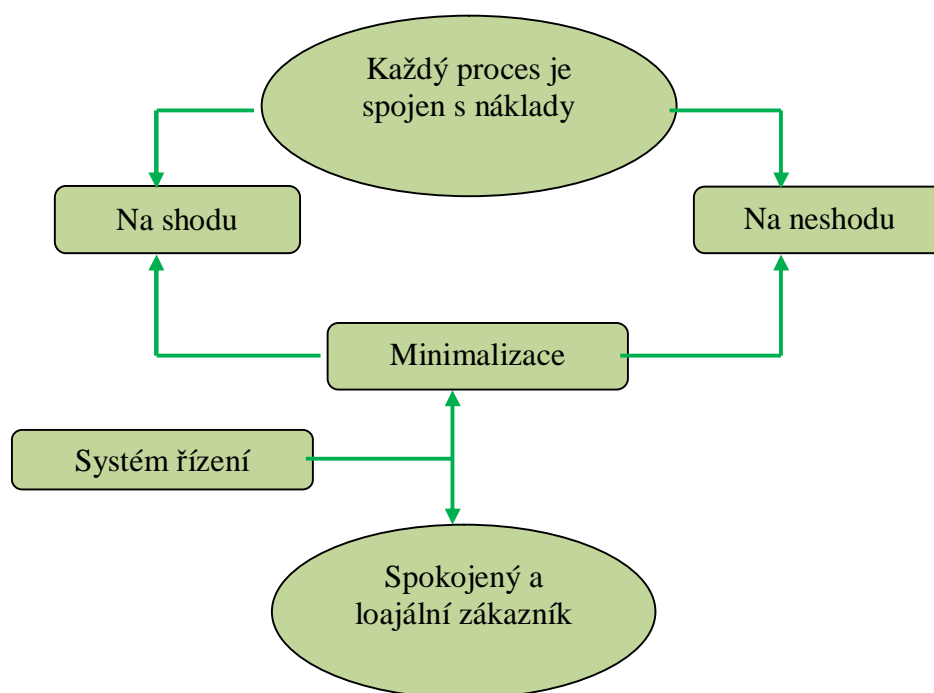 Každý proces je
spojen s náklady
Na shodu
Na neshodu
Minimalizace
Systém řízení
Spokojený a
loajální zákazník